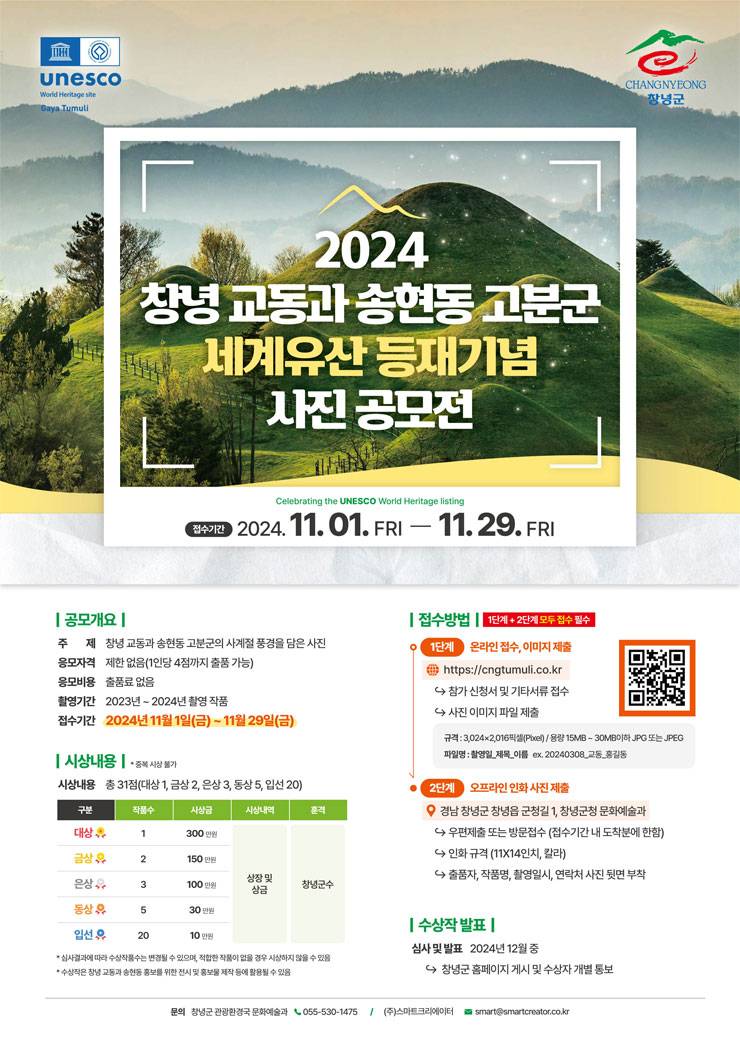 unesco
World Heritage site
Gaya Tumuli
CHANGNYEONG
창녕군
2024
창녕 교동과 송현동 고분군
세계유산 등재기념
사진 공모전
Celebrating the UNESCO World Heritage listing
접수기간 2024. 11. 01. FRI — 11. 29. FRI
공모개요
주 제 창녕 교동과 송현동 고분군의 사계절 풍경을 담은 사진
응모자격 제한 없음(1인당 4점까지 출품 가능)
응모비용 출품료 없음
촬영기간 2023년 ~ 2024년 촬영 작품
접수기간 2024년 11월 1일(금) ~ 11월 29일(금)
시상내용 * 중복 시상 불가
시상내용 총 31점(대상 1, 금상 2, 은상 3, 동상 5, 입선 20)
구분 작품수 시상금 시상내역 훈격
대상 1 300 만원
금상 2 150 만원
은상 3 100 만원 상장 및 상금 창녕군수
동상 5 30 만원
입선 20 10 만원
* 심사결과에 따라 수상작품수는 변경될 수 있으며, 적합한 작품이 없을 경우 시상하지 않을 수 있음
* 수상작은 창녕 교동과 송현동 홍보를 위한 전시 및 홍보물 제작 등에 활용될 수 있음
접수방법 1단계 + 2단계 모두 접수 필수
1단계 온라인 접수, 이미지 제출
https://cngtumuli.co.kr
↪ 참가 신청서 및 기타서류 접수
↪ 사진 이미지 파일 제출
규격 : 3,024×2,016픽셀(Pixel) / 용량 15MB ~ 30MB이하 JPG 또는 JPEG
파일명 : 촬영일_제목_이름 ex. 20240308_교동_홍길동
2단계 오프라인 인화 사진 제출
경남 창녕군 창녕읍 군청길 1, 창녕군청 문화예술과
↪ 우편제출 또는 방문접수 (접수기간 내 도착분에 한함)
↪ 인화 규격 (11X14인치, 칼라)
↪ 출품자, 작품명, 촬영일시, 연락처 사진 뒷면 부착
수상작 발표
심사 및 발표 2024년 12월 중
↪ 창녕군 홈페이지 게시 및 수상자 개별 통보
문의 창녕군 관광환경국 문화예술과 055-530-1475 / (주)스마트크리에이터 smart@smartcreator.co.kr